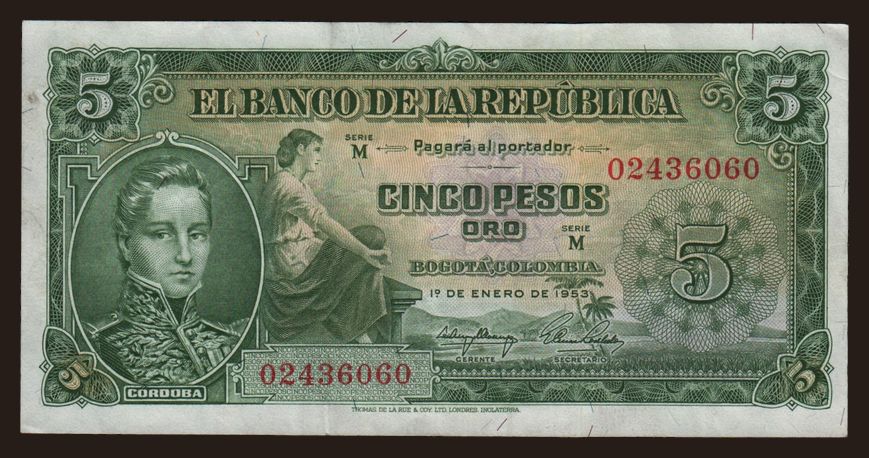 5 5
EL BANCO DE LA REPÚBLICA
SERIE
M
Pagará al portador
02436060
CINCO PESOS
ORO
SERIE
M
5
BOGOTÁ, COLOMBIA
1º DE ENERO DE 1953
GERENTE SECRETARIO
02436060
5 CÓRDOBA 5
THOMAS DE LA RUE & COY. LTD. LONDRES. INGLATERRA.